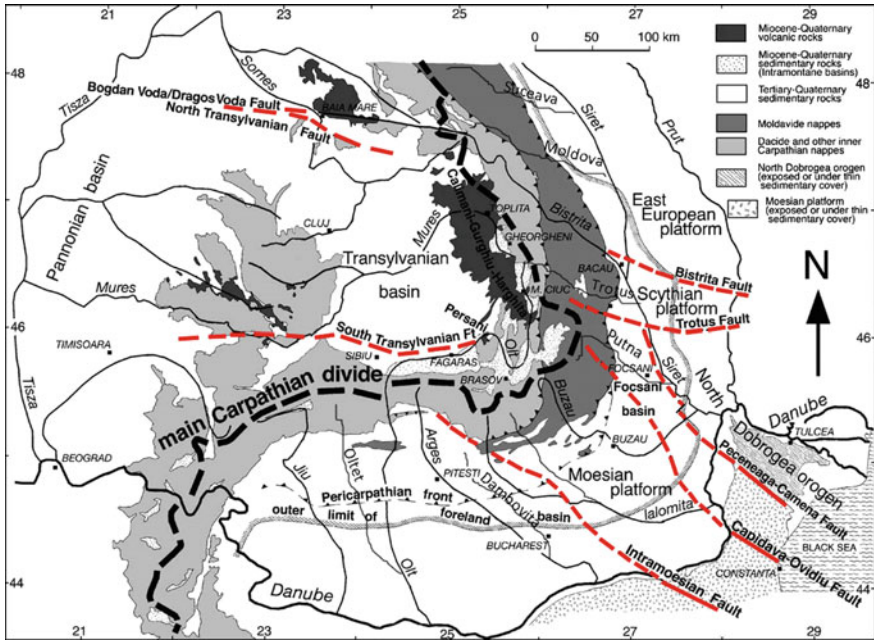 21
23
25
27
29
48
46
44
48
46
44
21
23
25
27
29
0
50
100 km
Miocene-Quaternary
volcanic rocks
Miocene-Quaternary
sedimentary rocks
(Intramontane basins)
Tertiary-Quaternary
sedimentary rocks
Moldavide nappes
Dacide and other inner
Carpathian nappes
North Dobrogea orogen
(exposed or under thin
sedimentary cover)
Moesian platform
(exposed or under thin
sedimentary cover)
N
Tisza
Somes
Bogdan Voda/Dragos Voda Fault
BAIA MARE
North Transylvanian Fault
Suceava
Siret
Prut
Moldova
Pannonian basin
CLUJ
Mures
Calimani-Gurghiu-Harghita
TOPLITA
GHEORGHENI
Bistrita
East
European
platform
Transylvanian
basin
BACAU
Bistrita Fault
Mures
M. CIUC
Trotus
Scythian
platform
Trotus Fault
Persani
South Transylvanian F.
TIMISOARA
SIBIU
FAGARAS
Olt
BRASOV
Putna
FOCSANI
Siret
Focsani
basin
North
Dobrogea orogen
Tisza
main Carpathian divide
Buzau
BUZAU
Danube
TULCEA
BEOGRAD
Jiu
Oltet
Arges
PITESTI
Dambovita
Moesian
platform
Ialomita
Peceneaga-Camena Fault
Pericarpathian front
outer limit of foreland basin
BUCHAREST
Capidava-Ovidiu Fault
BLACK SEA
CONSTANTA
Intramoesian Fault
Olt
Danube